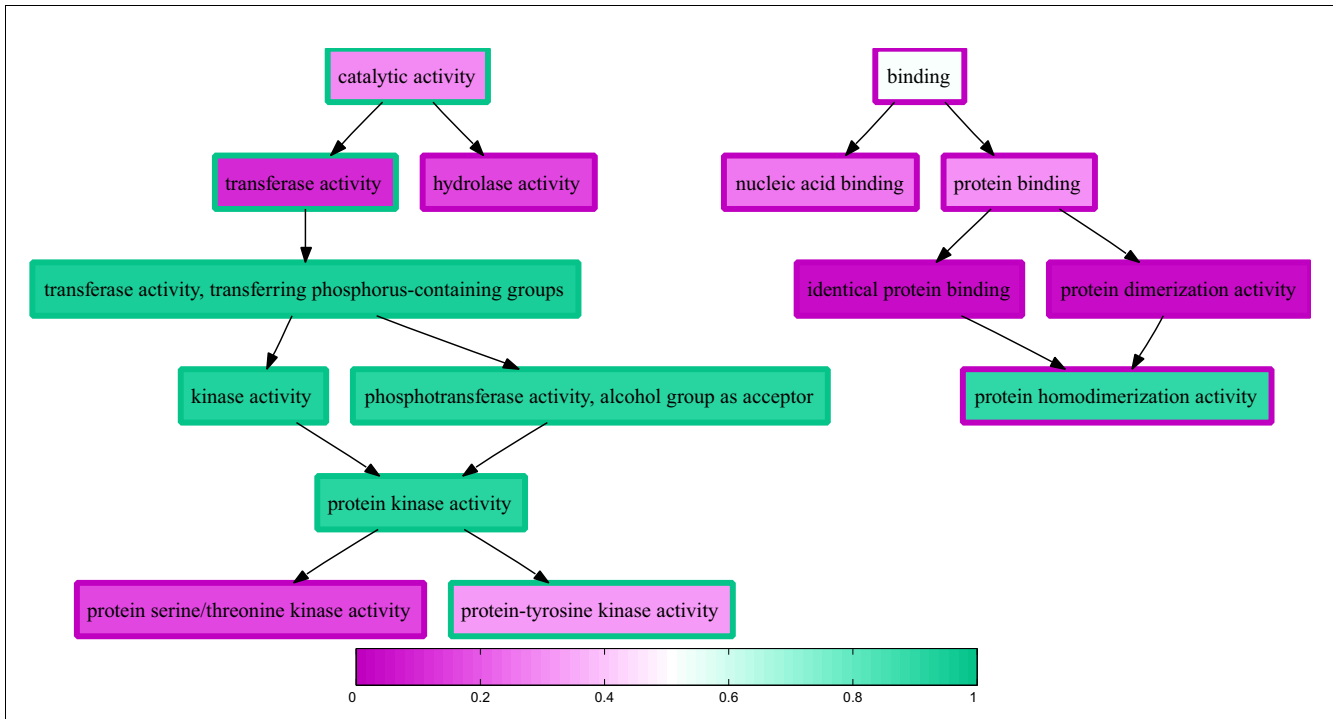 catalytic activity
binding
transferase activity
hydrolase activity
nucleic acid binding
protein binding
transferase activity, transferring phosphorus-containing groups
identical protein binding
protein dimerization activity
kinase activity
phosphotransferase activity, alcohol group as acceptor
protein homodimerization activity
protein kinase activity
protein serine/threonine kinase activity
protein-tyrosine kinase activity
0 0.2 0.4 0.6 0.8 1